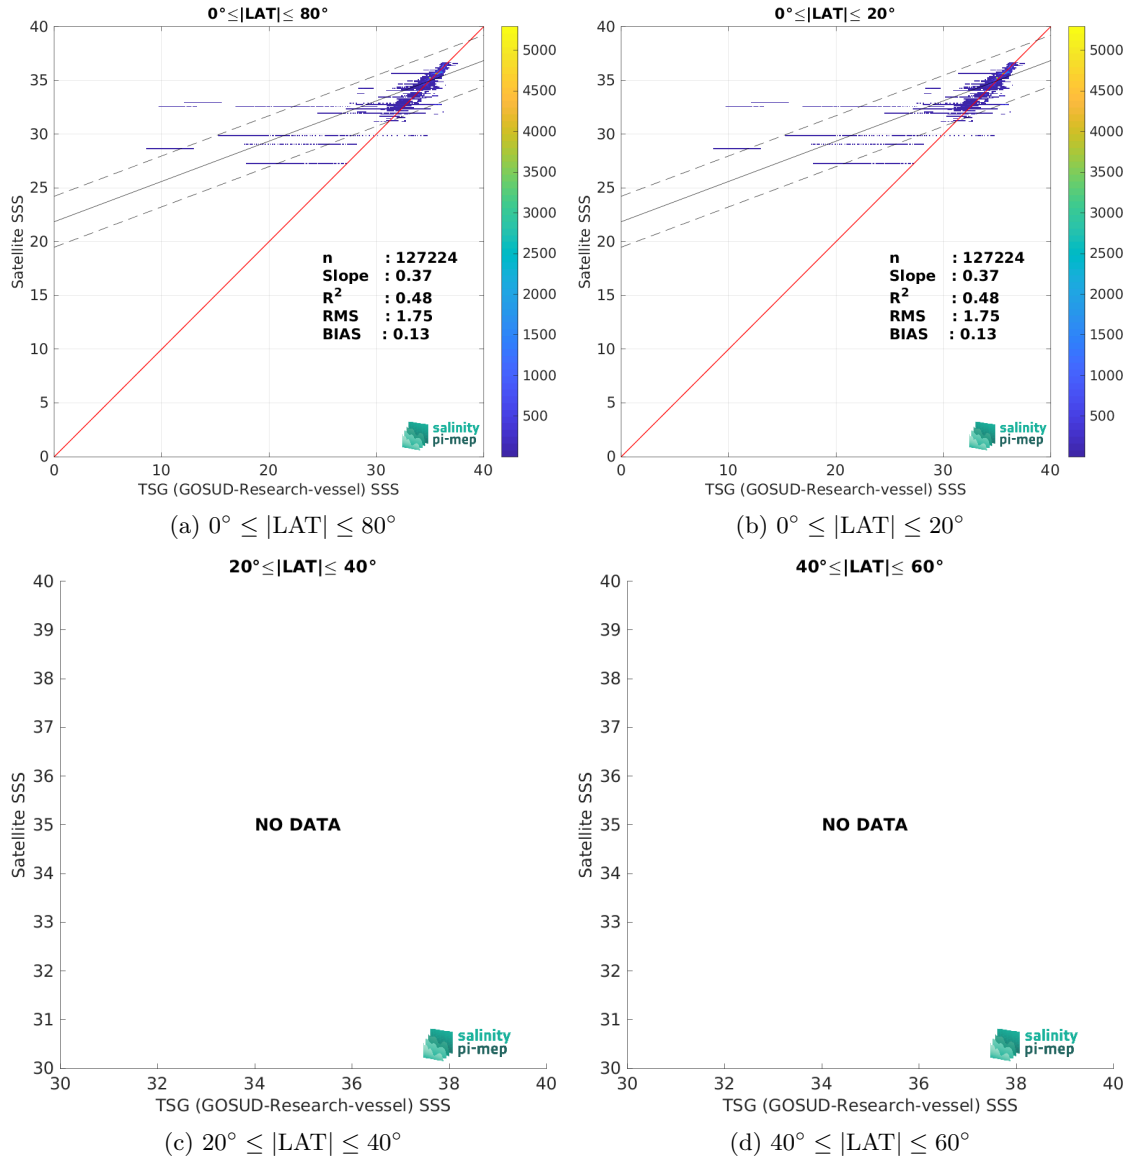 0°≤|LAT|≤ 80°
40
35
30
25
20
15
10
5
0
Satellite SSS
n : 127224
Slope : 0.37
R² : 0.48
RMS : 1.75
BIAS : 0.13
salinity
pi-mep
0 10 20 30 40
TSG (GOSUD-Research-vessel) SSS
5000
4500
4000
3500
3000
2500
2000
1500
1000
500
(a) 0° ≤ |LAT| ≤ 80°
0°≤|LAT|≤ 20°
40
35
30
25
20
15
10
5
0
Satellite SSS
n : 127224
Slope : 0.37
R² : 0.48
RMS : 1.75
BIAS : 0.13
salinity
pi-mep
0 10 20 30 40
TSG (GOSUD-Research-vessel) SSS
5000
4500
4000
3500
3000
2500
2000
1500
1000
500
(b) 0° ≤ |LAT| ≤ 20°
20°≤|LAT|≤ 40°
40
39
38
37
36
35
34
33
32
31
30
Satellite SSS
NO DATA
salinity
pi-mep
30 32 34 36 38 40
TSG (GOSUD-Research-vessel) SSS
(c) 20° ≤ |LAT| ≤ 40°
40°≤|LAT|≤ 60°
40
39
38
37
36
35
34
33
32
31
30
Satellite SSS
NO DATA
salinity
pi-mep
30 32 34 36 38 40
TSG (GOSUD-Research-vessel) SSS
(d) 40° ≤ |LAT| ≤ 60°